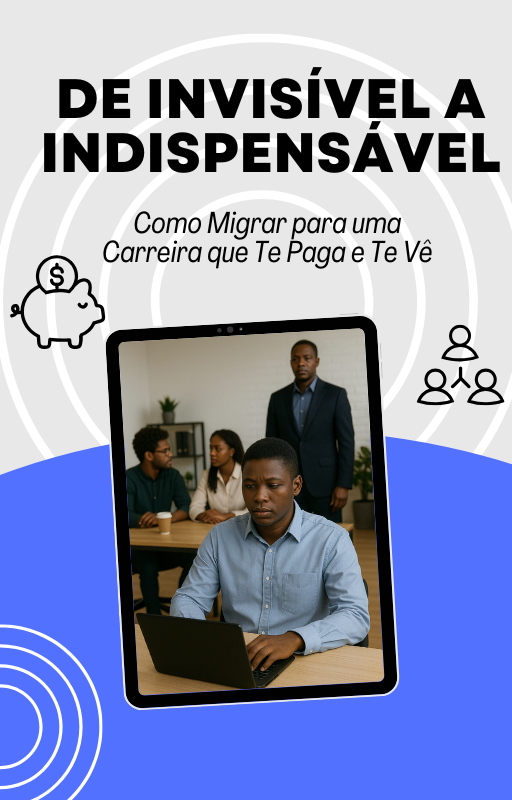 DE INVISÍVEL A
INDISPENSÁVEL
Como Migrar para uma
Carreira que Te Paga e Te Vê
$